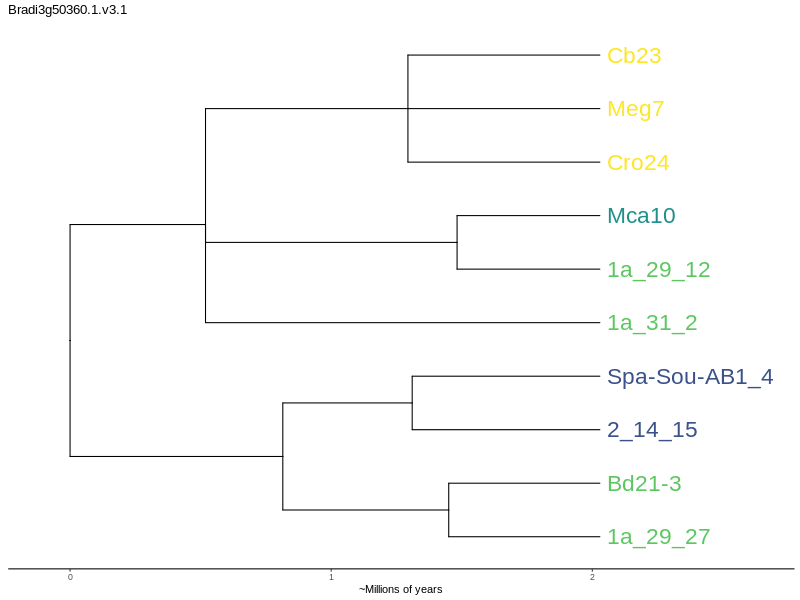 Bradi3g50360.1.v3.1
Cb23
Meg7
Cro24
Mca10
1a_29_12
1a_31_2
Spa-Sou-AB1_4
2_14_15
Bd21-3
1a_29_27
0 1 2
~Millions of years